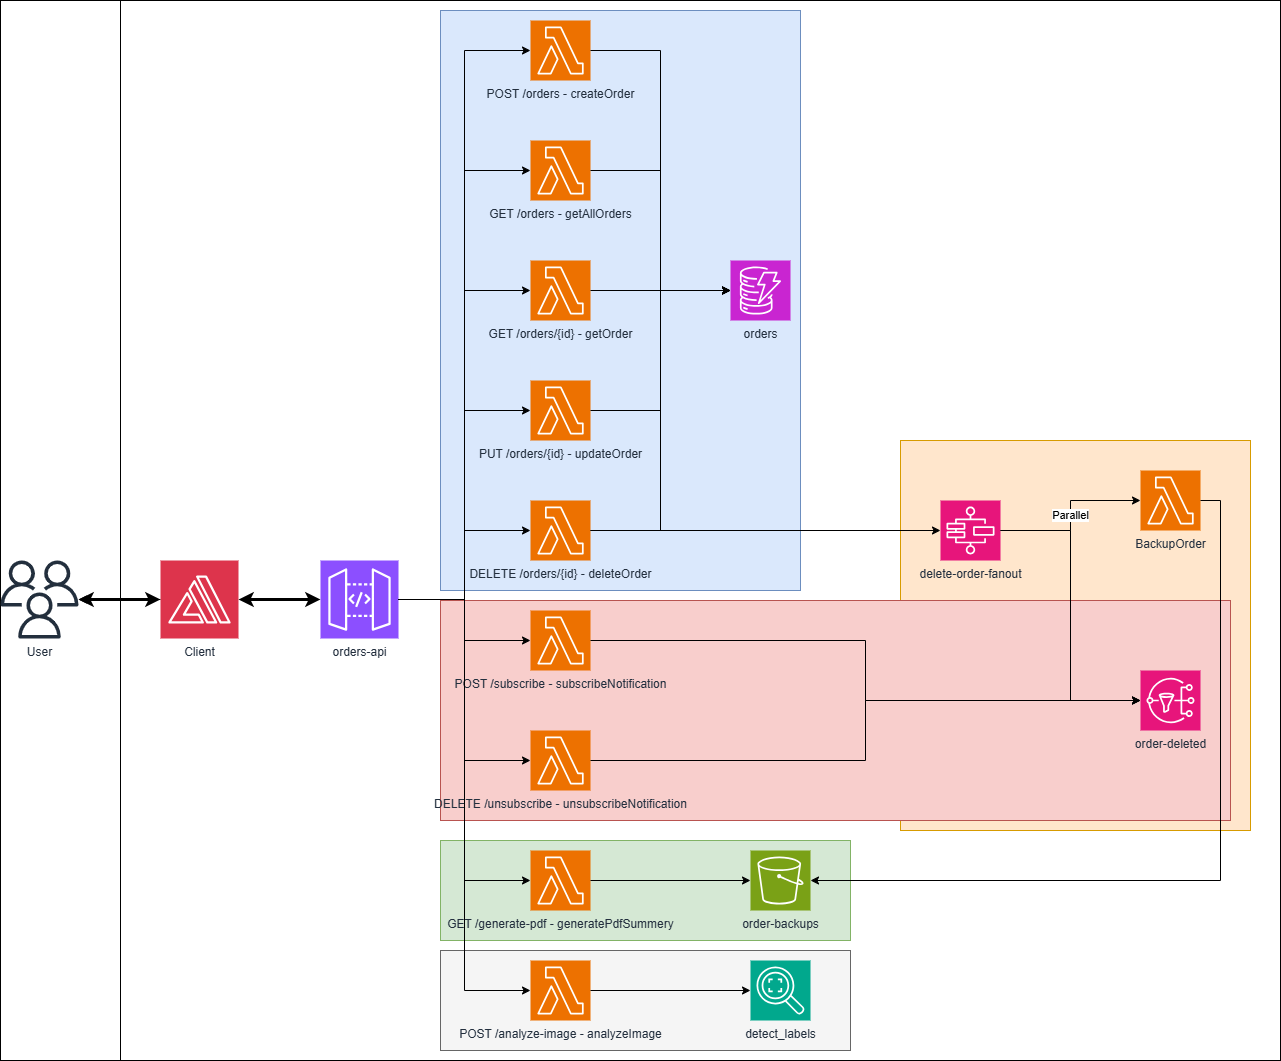 POST /orders - createOrder
GET /orders - getAllOrders
GET /orders/{id} - getOrder
orders
PUT /orders/{id} - updateOrder
DELETE /orders/{id} - deleteOrder
delete-order-fanout
Parallel
BackupOrder
User
Client
orders-api
POST /subscribe - subscribeNotification
order-deleted
DELETE /unsubscribe - unsubscribeNotification
GET /generate-pdf - generatePdfSummery
order-backups
POST /analyze-image - analyzeImage
detect_labels